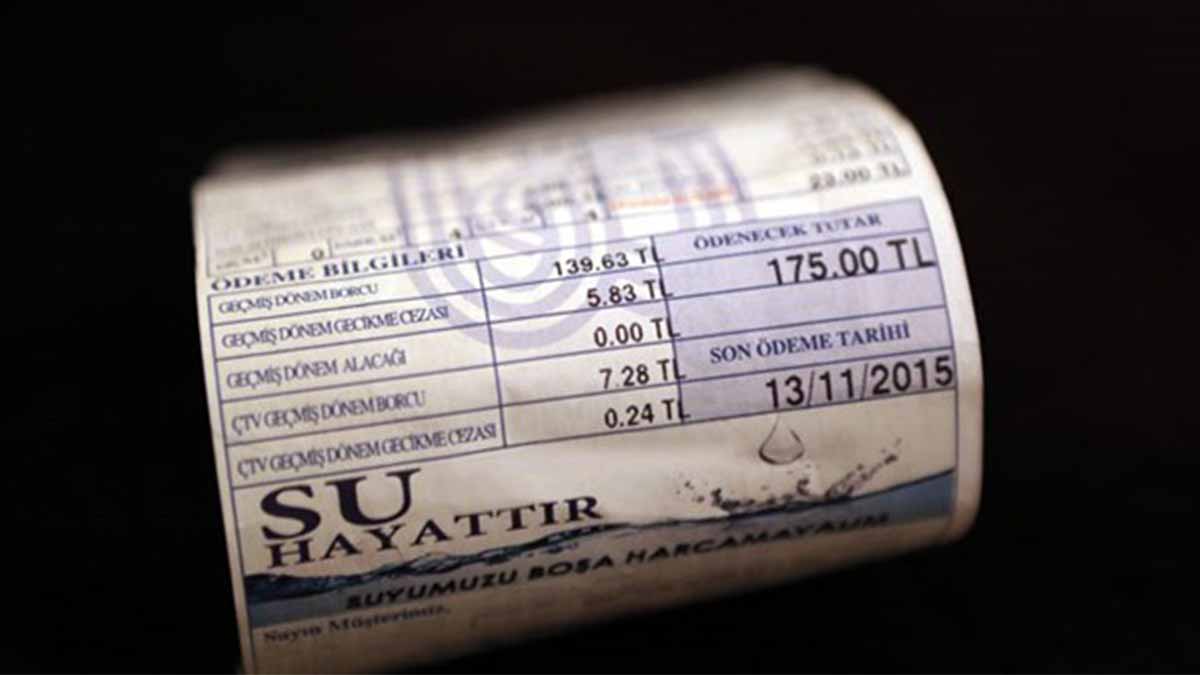 23.00 TL
0
ÖDEME BİLGİLERİ
ÖDENECEK TUTAR
GEÇMİŞ DÖNEM BORCU 139.63 TL
175.00 TL
GEÇMİŞ DÖNEM GECİKME CEZASI 5.83 TL
GEÇMİŞ DÖNEM ALACAĞI 0.00 TL
SON ÖDEME TARİHİ
ÇTV GEÇMİŞ DÖNEM BORCU 7.28 TL
13/11/2015
ÇTV GEÇMİŞ DÖNEM GECİKME CEZASI 0.24 TL
SU
HAYATTIR
SUYUMUZU BOŞA HARCAMAYALIM
Sayın Müşterimiz,